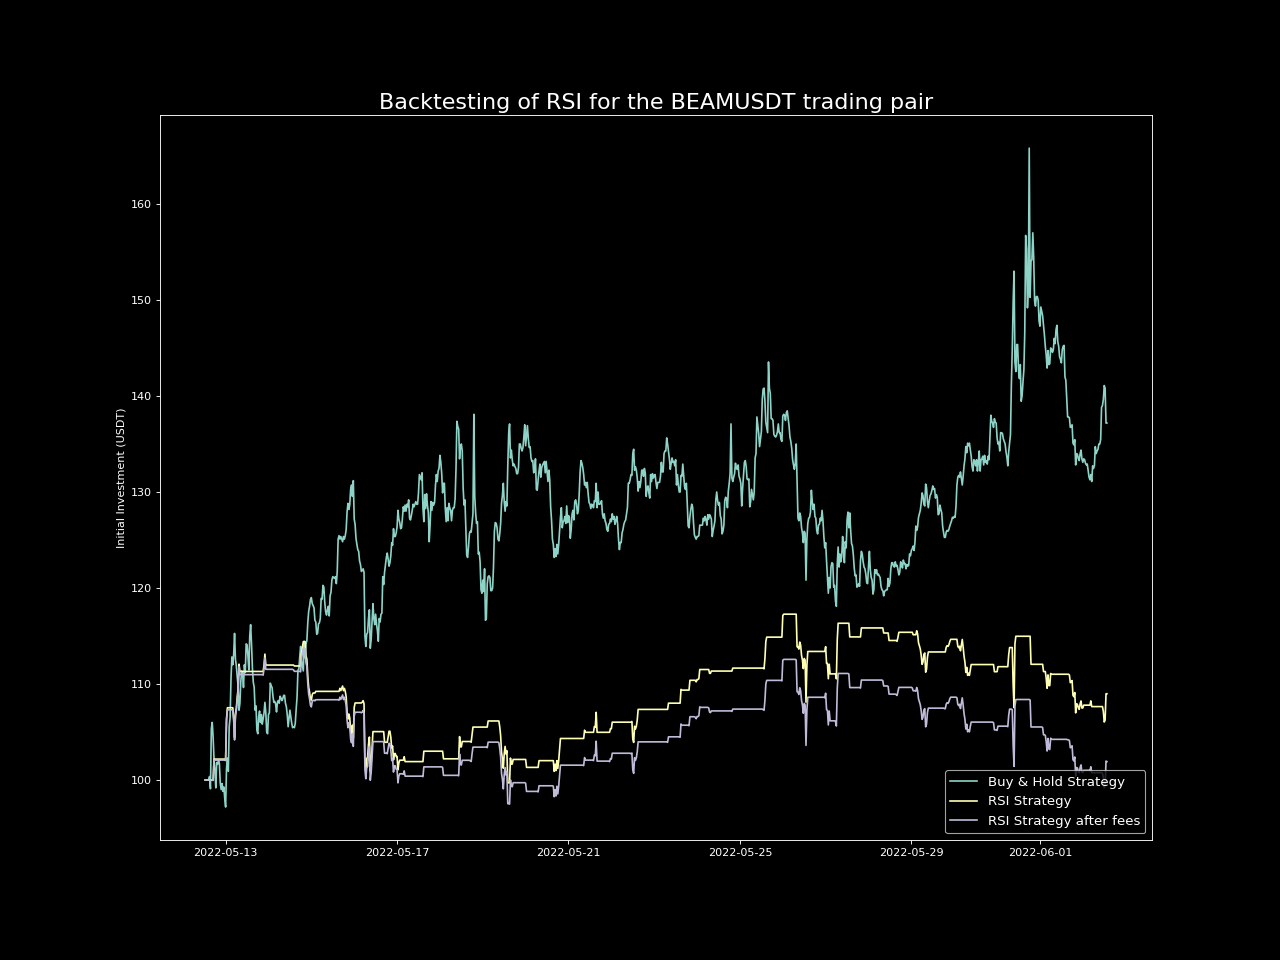 Backtesting of RSI for the BEAMUSDT trading pair
Initial Investment (USDT)
160
150
140
130
120
110
100
2022-05-13
2022-05-17
2022-05-21
2022-05-25
2022-05-29
2022-06-01
Buy & Hold Strategy
RSI Strategy
RSI Strategy after fees